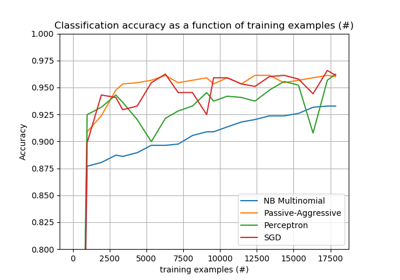 Classification accuracy as a function of training examples (#)
1.000
0.975
0.950
0.925
0.900
0.875
0.850
0.825
0.800
Accuracy
NB Multinomial
Passive-Aggressive
Perceptron
SGD
0 2500 5000 7500 10000 12500 15000 17500
training examples (#)